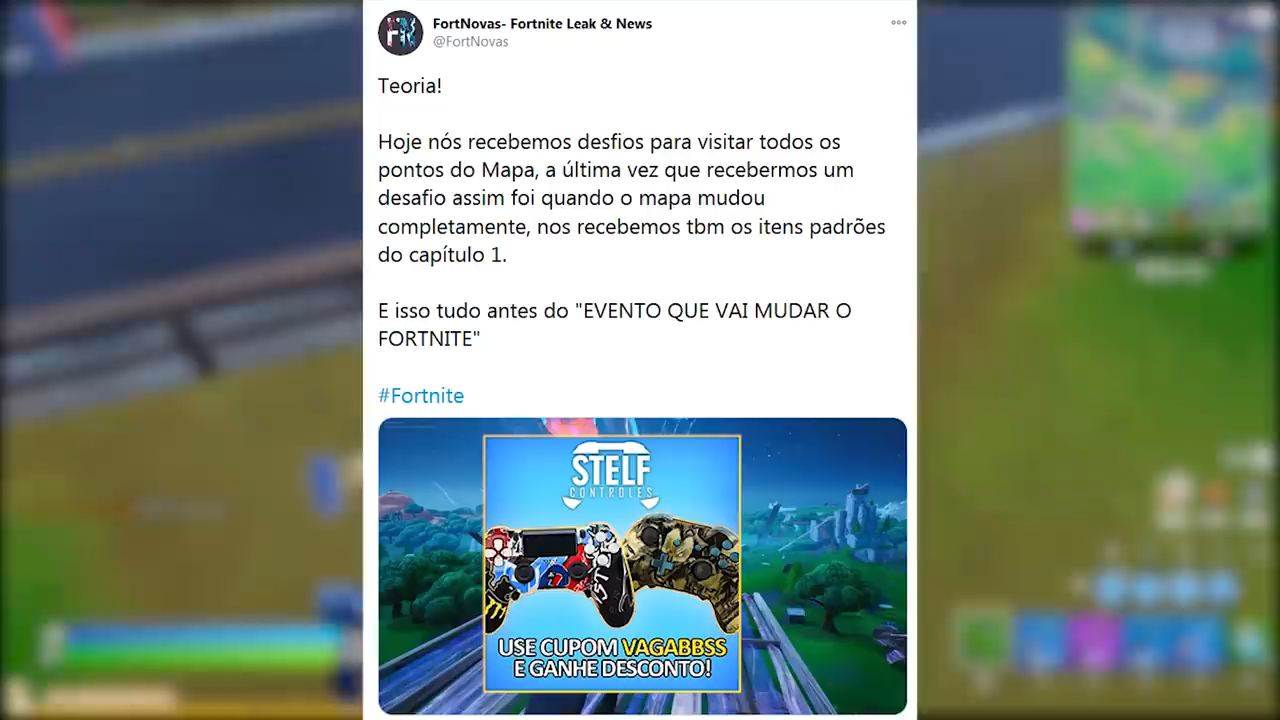 FortNovas- Fortnite Leak & News
@FortNovas
Teoria!
Hoje nós recebemos desfios para visitar todos os
pontos do Mapa, a última vez que recebermos um
desafio assim foi quando o mapa mudou
completamente, nos recebemos tbm os itens padrões
do capítulo 1.
E isso tudo antes do "EVENTO QUE VAI MUDAR O
FORTNITE"
#Fortnite
STELF
CONTROLES
USE CUPOM VAGABBSS
E GANHE DESCONTO!